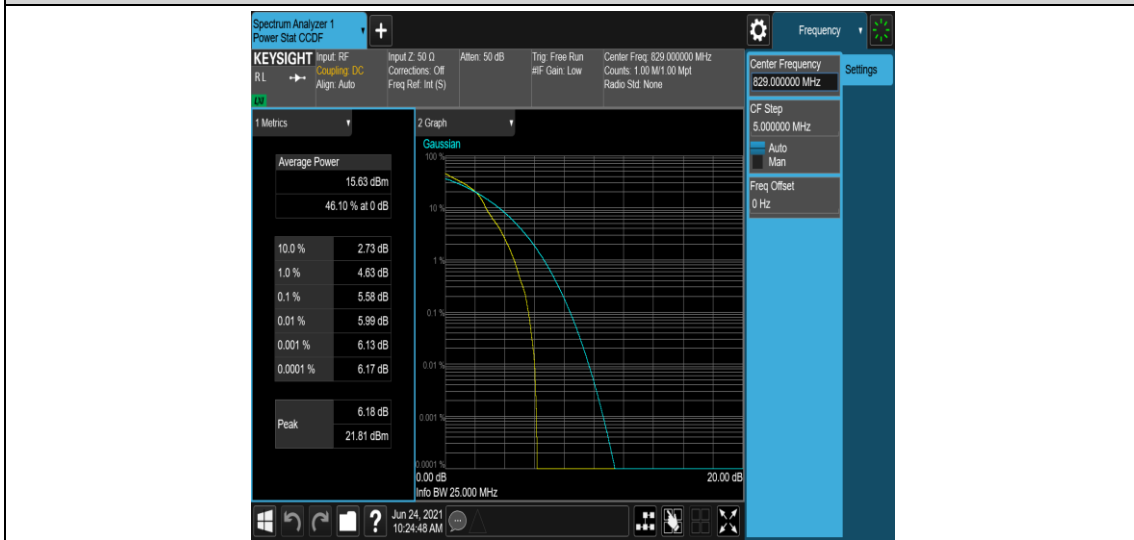 Spectrum Analyzer 1
Power Stat CCDF
+
Frequency
KEYSIGHT
RL
LXI
Input: RF
Coupling: DC
Align: Auto
Input Z: 50 Ω
Corrections: Off
Freq Ref: Int (S)
Atten: 50 dB
Trig: Free Run
#IF Gain: Low
Center Freq: 829.000000 MHz
Counts: 1.00 M/1.00 Mpt
Radio Std: None
Center Frequency
829.000000 MHz
Settings
CF Step
5.000000 MHz
Auto
Man
Freq Offset
0 Hz
1 Metrics
Average Power
15.63 dBm
46.10 % at 0 dB
10.0 % 2.73 dB
1.0 % 4.63 dB
0.1 % 5.58 dB
0.01 % 5.99 dB
0.001 % 6.13 dB
0.0001 % 6.17 dB
Peak
6.18 dB
21.81 dBm
2 Graph
Gaussian
100 %
10 %
1 %
0.1 %
0.01 %
0.001 %
0.0001 %
0.00 dB 20.00 dB
Info BW 25.000 MHz
?
Jun 24, 2021
10:24:48 AM